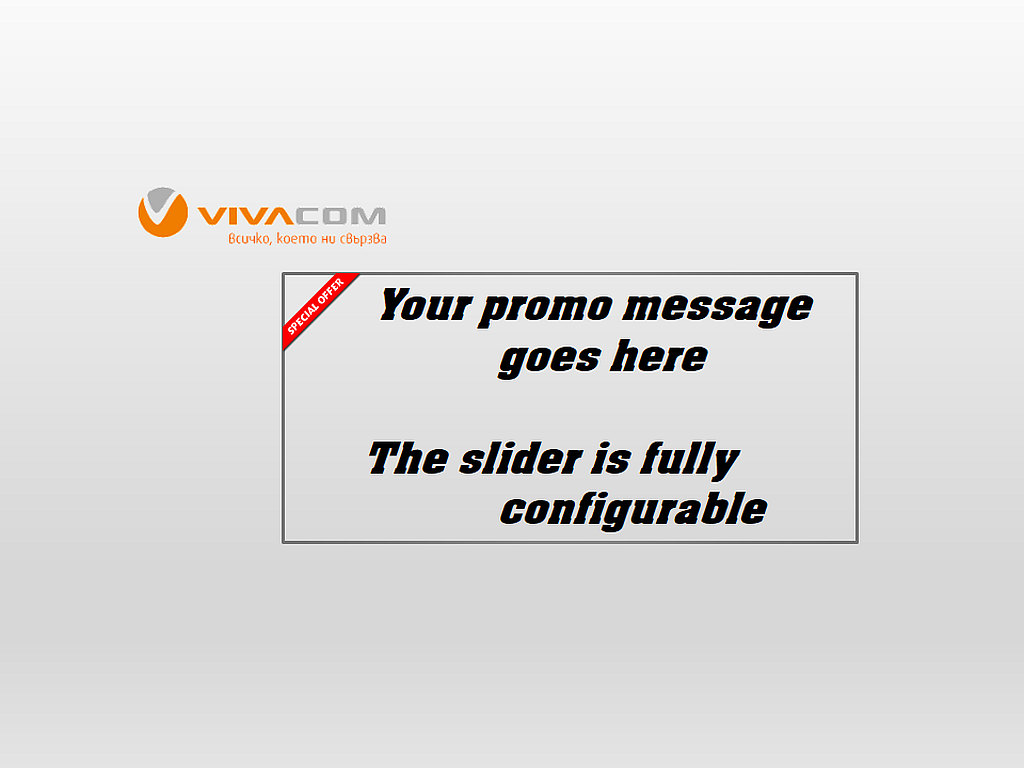 VIVACOM
Всичко, което ни свързва
SPECIAL OFFER
Your promo message
goes here
The slider is fully
configurable